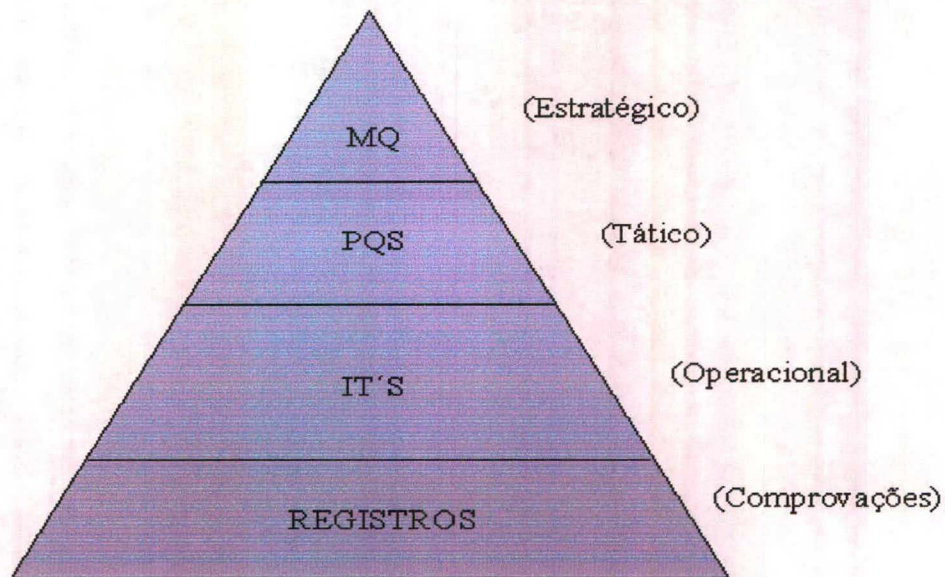 (Estratégico)
MQ
PQS
(Tático)
IT´S
(Operacional)
REGISTROS
(Comprovações)